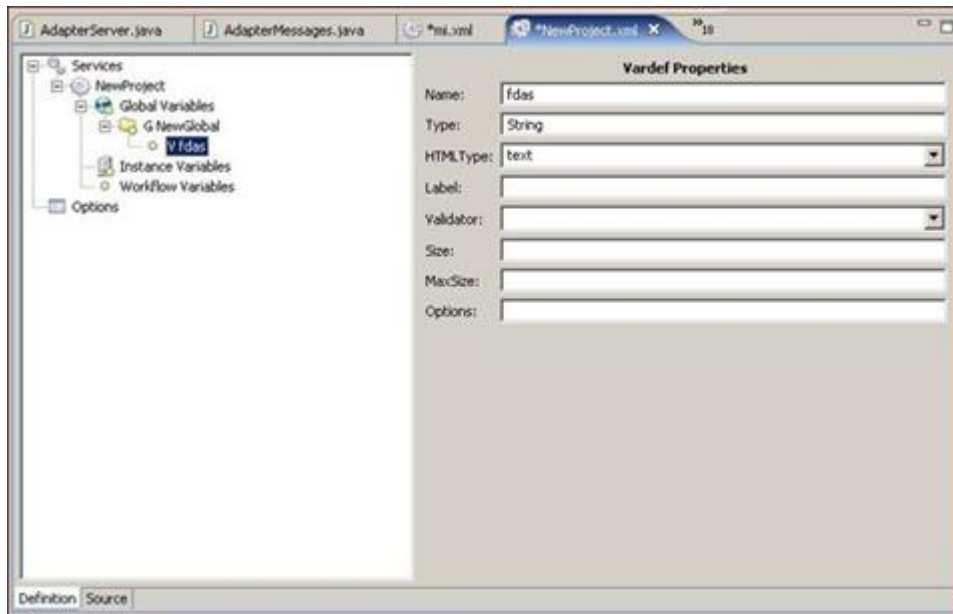 AdapterServer.java
AdapterMessages.java
*mi.xml
*NewProject.xml
»10
Services
NewProject
Global Variables
G NewGlobal
V fdas
Instance Variables
Workflow Variables
Options
Vardef Properties
Name: fdas
Type: String
HTMLType: text
Label:
Validator:
Size:
MaxSize:
Options:
Definition Source